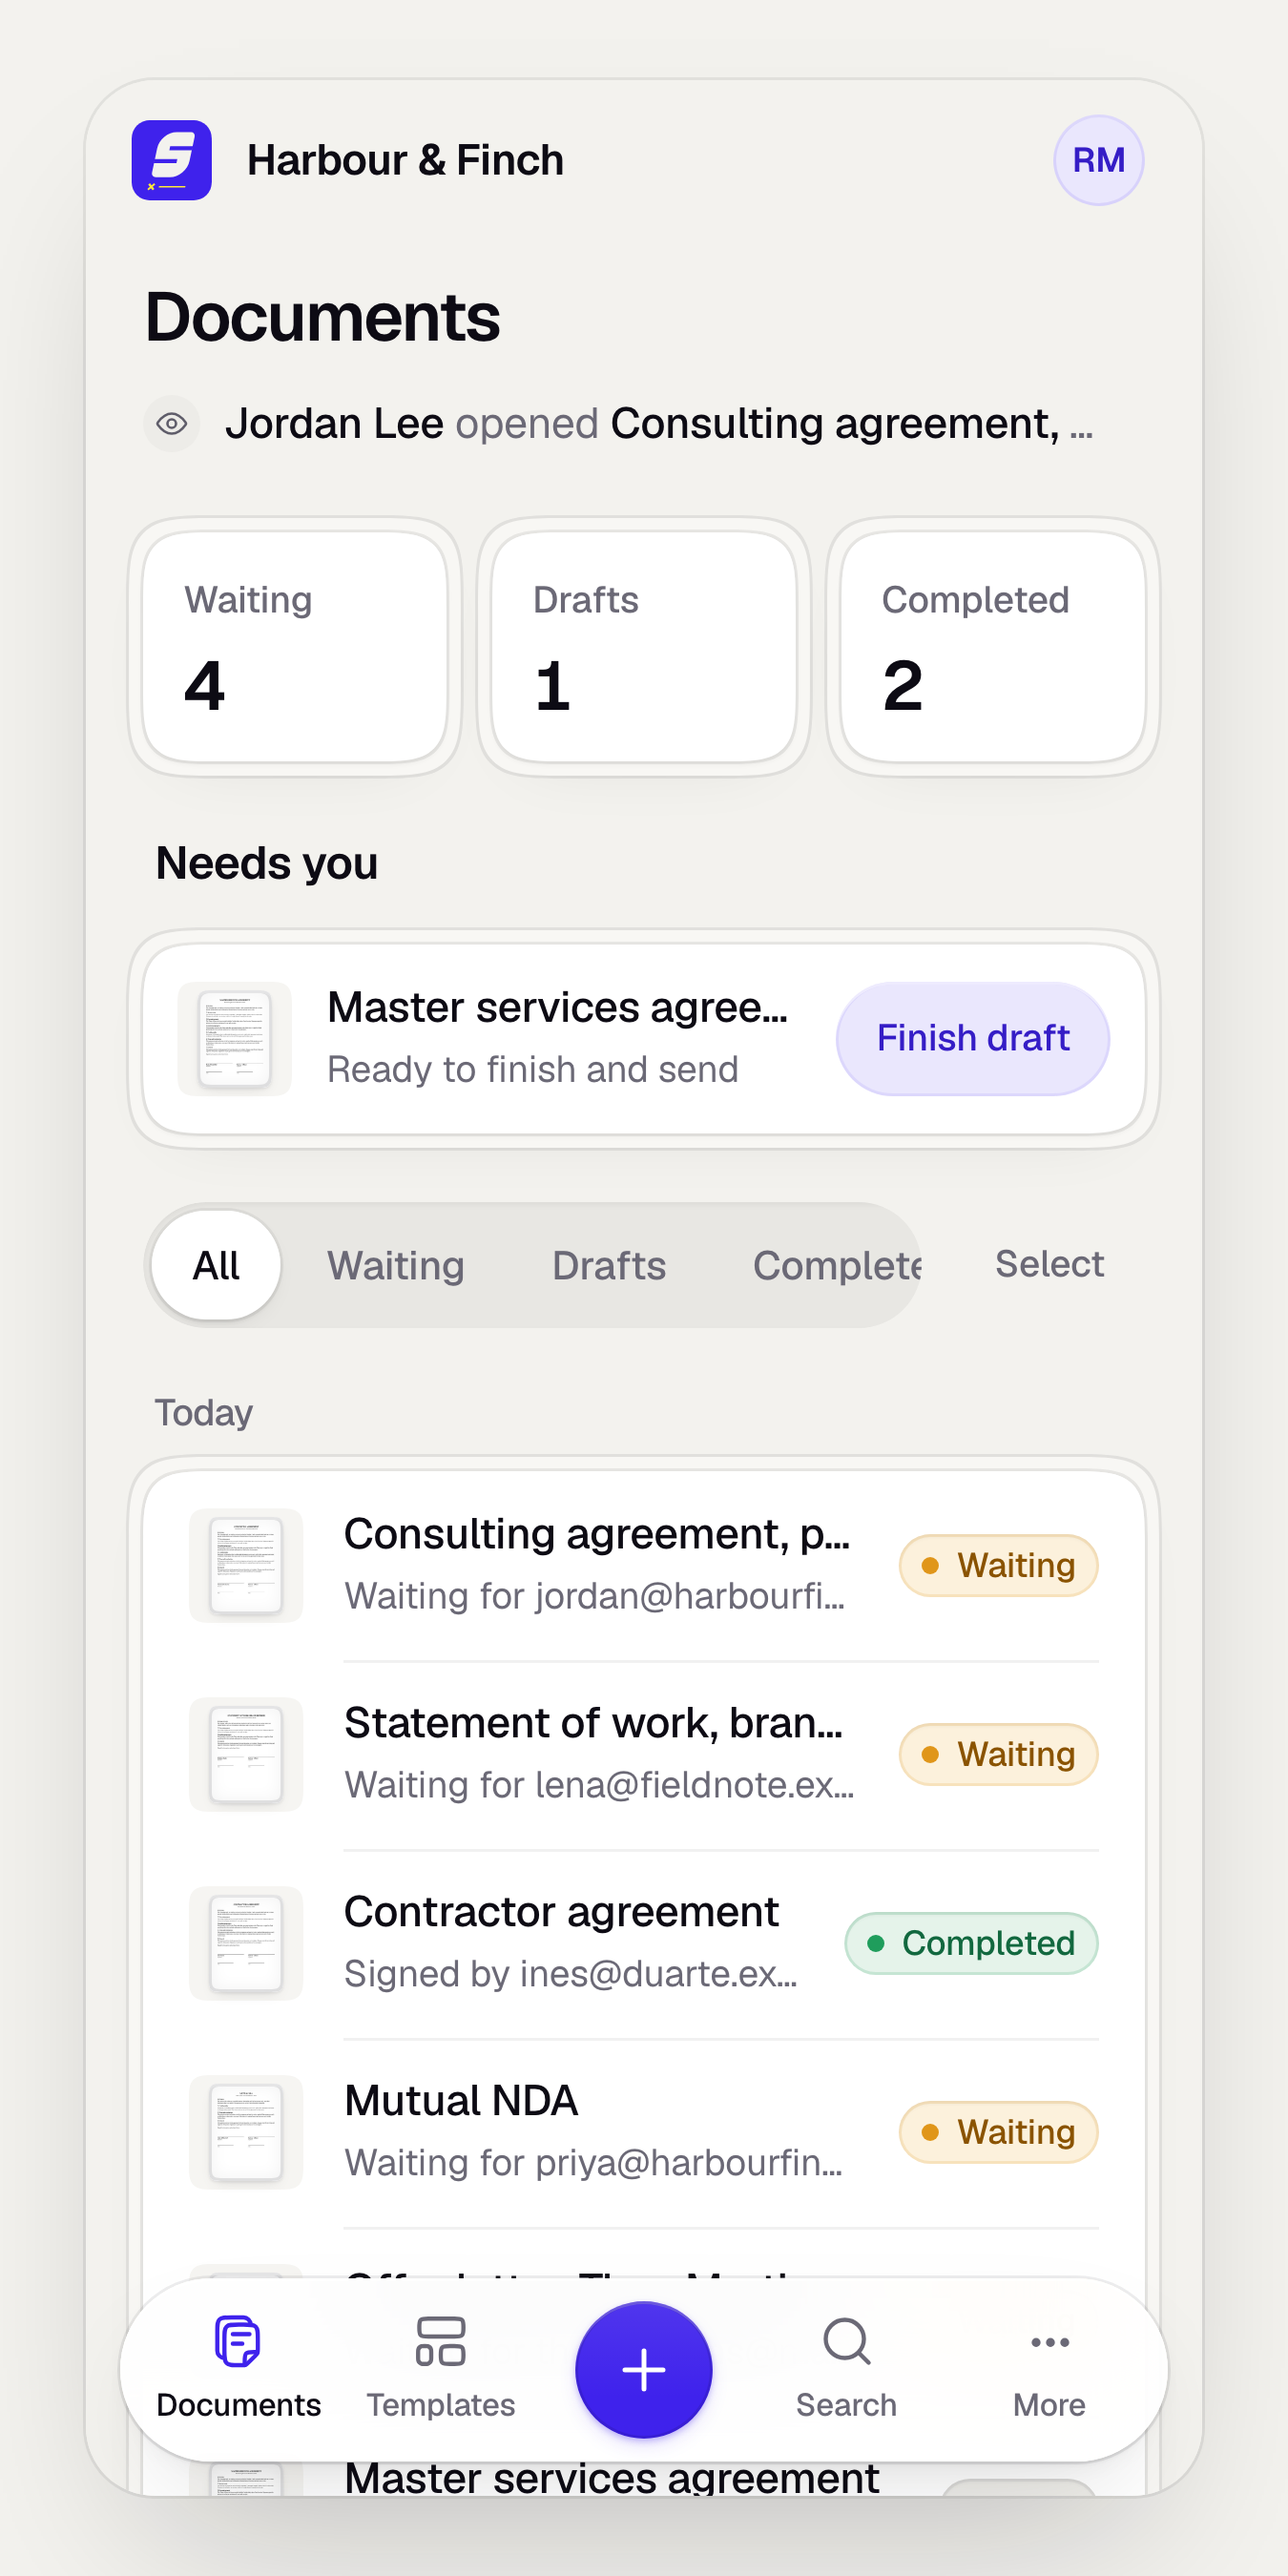 Harbour & Finch
RM
Documents
Jordan Lee opened Consulting agreement, ...
Waiting
4
Drafts
1
Completed
2
Needs you
Master services agree...
Ready to finish and send
Finish draft
All
Waiting
Drafts
Complete
Select
Today
Consulting agreement, p...
Waiting for jordan@harbourfi...
Waiting
Statement of work, bran...
Waiting for lena@fieldnote.ex...
Waiting
Contractor agreement
Signed by ines@duarte.ex...
Completed
Mutual NDA
Waiting for priya@harbourfin...
Waiting
Documents
Templates
Search
More
Master services agreement